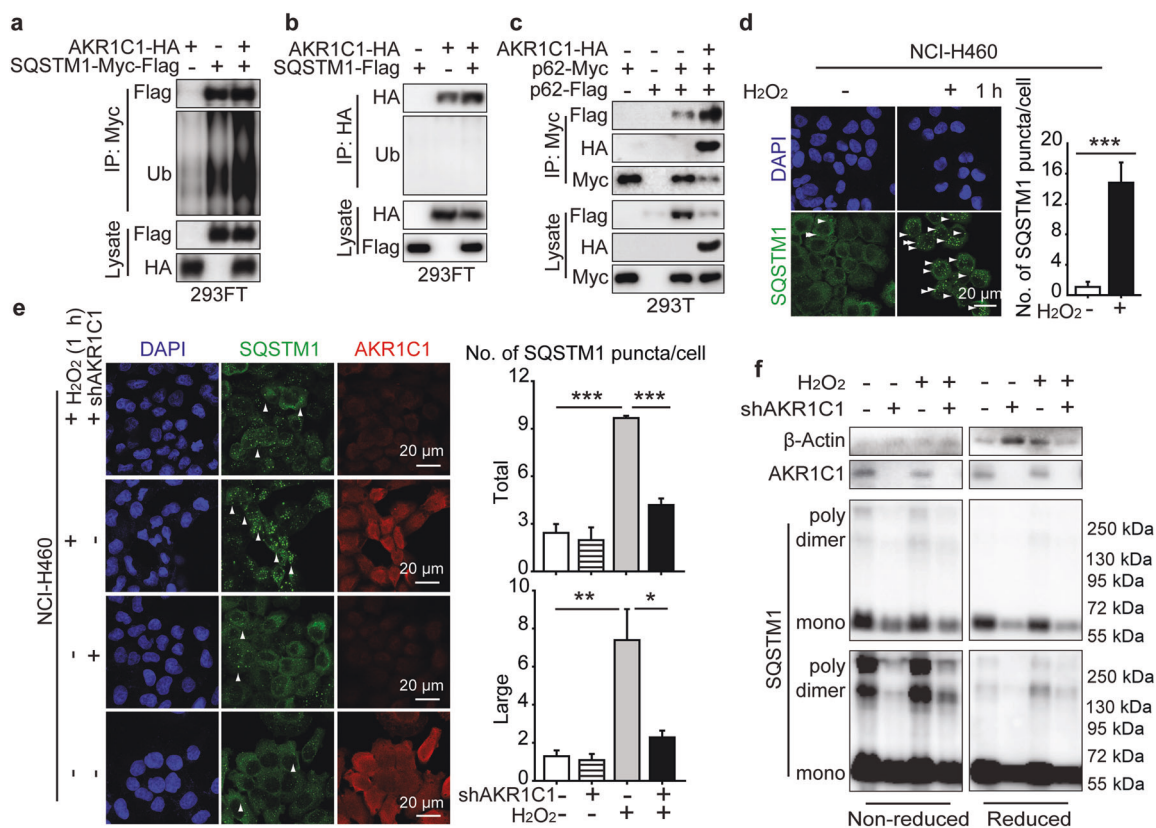 a
AKR1C1-HA + - +
SQSTM1-Myc-Flag - + +
IP: Myc
Flag
Ub
Lysate
Flag
HA
293FT
b
AKR1C1-HA - + +
SQSTM1-Flag + - +
IP: HA
HA
Ub
Lysate
HA
Flag
293FT
c
AKR1C1-HA - - - +
p62-Myc + - + +
p62-Flag - + + +
IP: Myc
Flag
HA
Myc
Lysate
Flag
HA
Myc
293T
d
NCI-H460
H2O2 - + 1 h
DAPI
SQSTM1
20 µm
No. of SQSTM1 puncta/cell
20
16
12
8
4
0
***
H2O2 - +
e
H2O2 (1 h)
shAKR1C1
DAPI SQSTM1 AKR1C1
NCI-H460
+ +
20 µm
+ -
20 µm
- +
20 µm
- -
20 µm
No. of SQSTM1 puncta/cell
Total
12
9
6
3
0
*** ***
Large
10
8
6
4
2
0
** *
shAKR1C1 - + - +
H2O2 - - + +
f
H2O2 - - + + - - + +
shAKR1C1 - + - + - + - +
β-Actin
AKR1C1
SQSTM1
poly
dimer
mono
250 kDa
130 kDa
95 kDa
72 kDa
55 kDa
poly
dimer
mono
250 kDa
130 kDa
95 kDa
72 kDa
55 kDa
Non-reduced Reduced